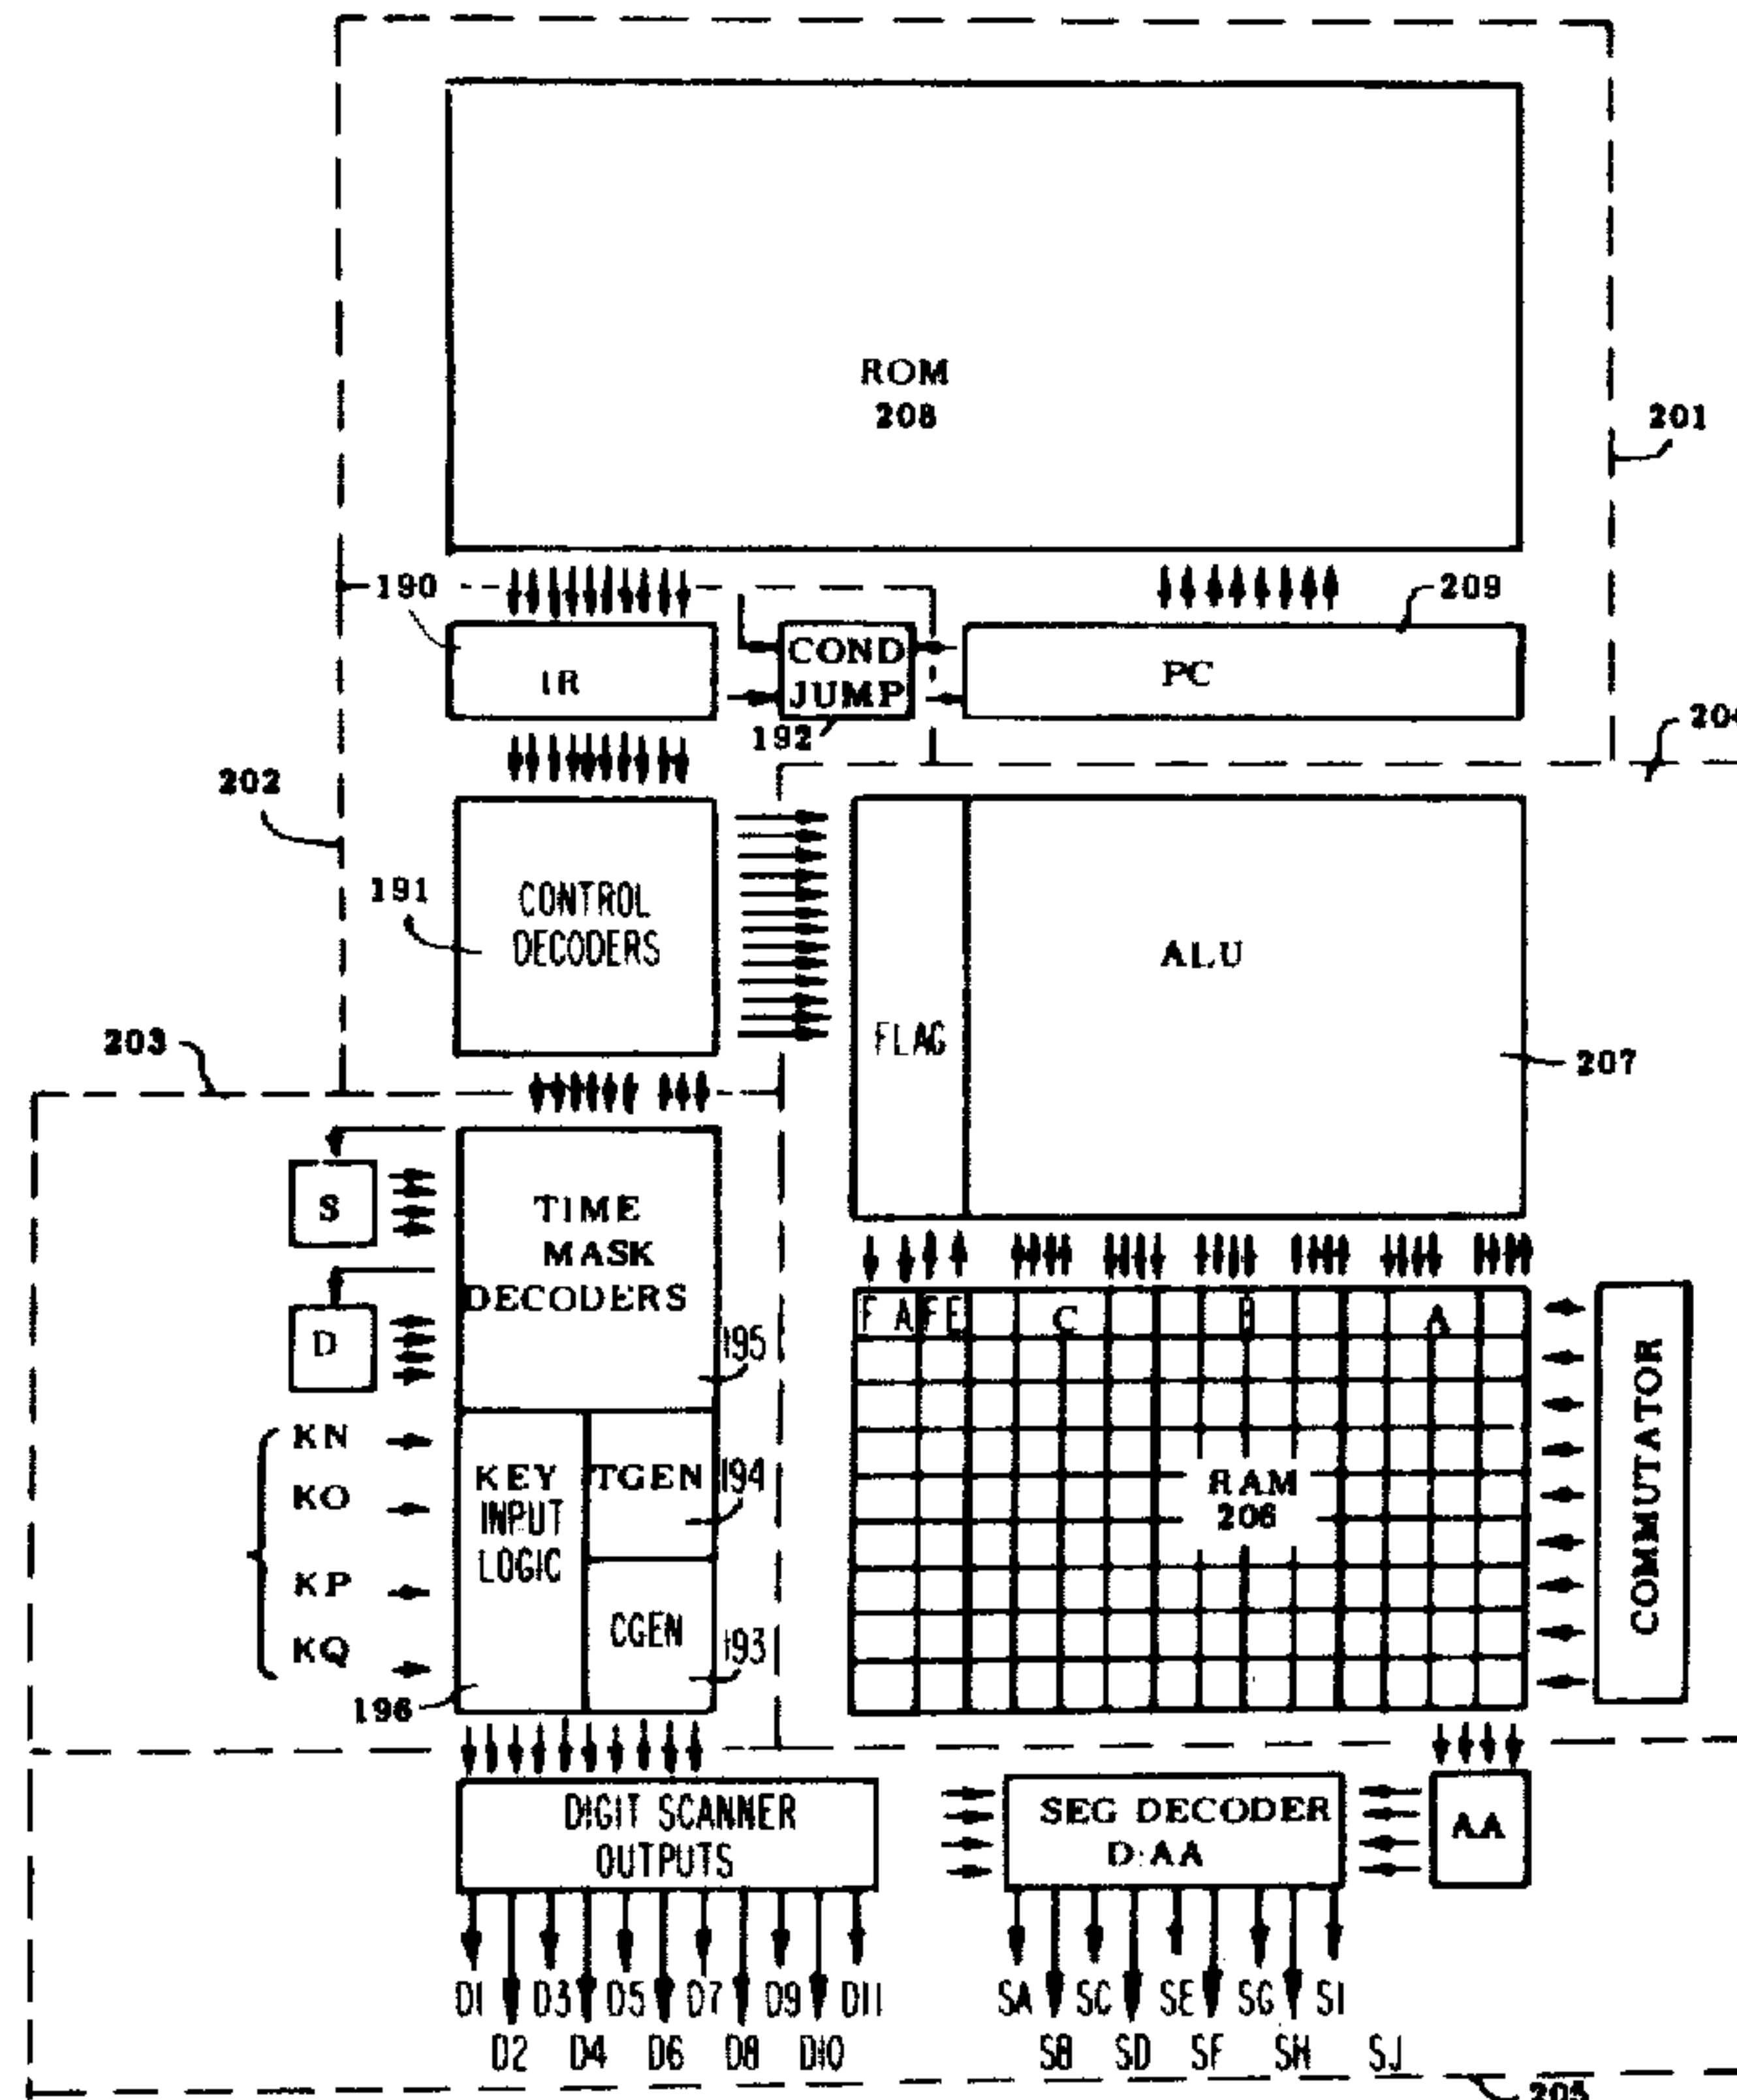 ROM
208
201
190
209
IR
COND
JUMP
PC
192
202
191
CONTROL
DECODERS
ALU
FLAG
203
207
S
TIME
MASK
DECODERS
D
195
F A F E C B A
COMMUTATOR
KN
KO
KP
KQ
KEY
INPUT
LOGIC
TGEN
194
RAM
206
CGEN
193
196
DIGIT SCANNER
OUTPUTS
SEG DECODER
D:AA
AA
D1 D3 D5 D7 D9 D11
SA SC SE SG SI
D2 D4 D6 D8 D10
SB SD SF SH SJ
205